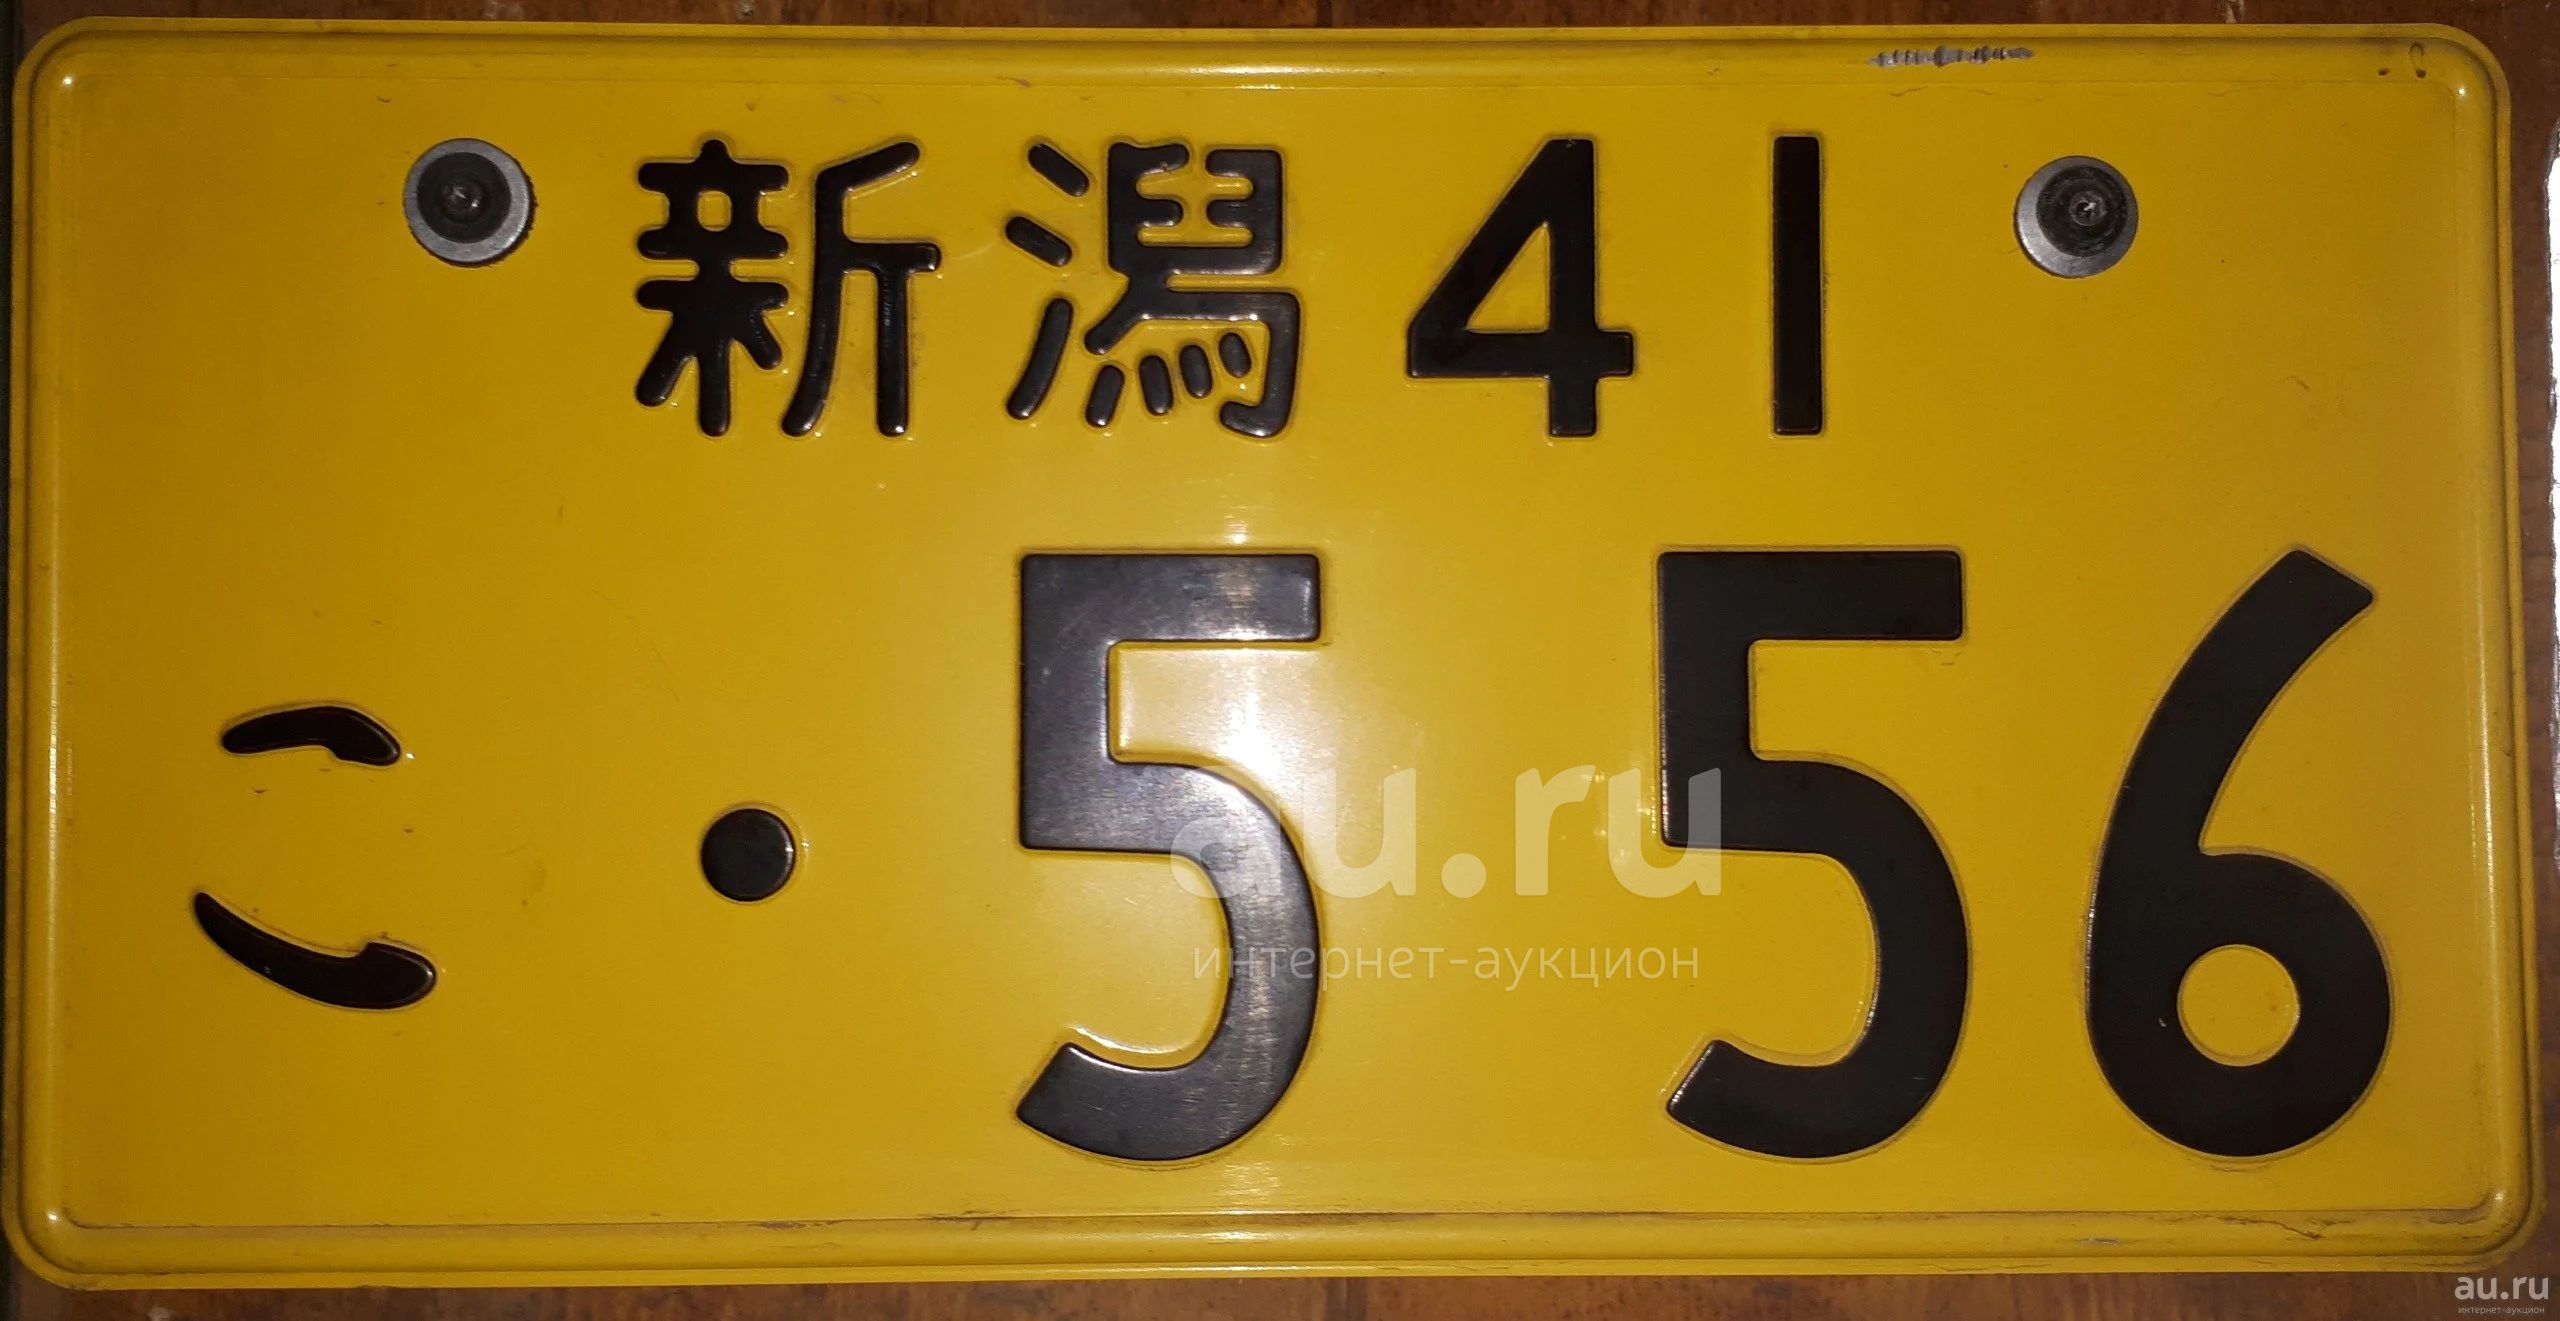 新潟 41
こ ・5 56
au.ru
интернет-аукцион
au.ru
интернет-аукцион